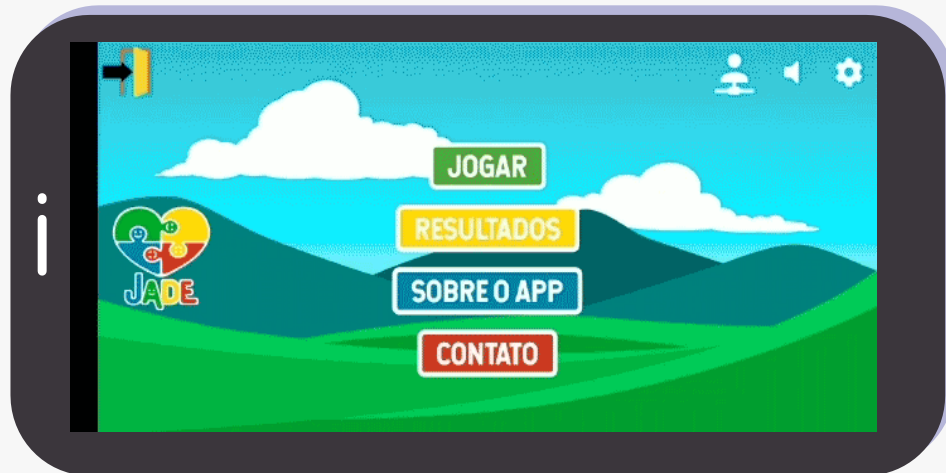 JOGAR
RESULTADOS
SOBRE O APP
CONTATO
JADE